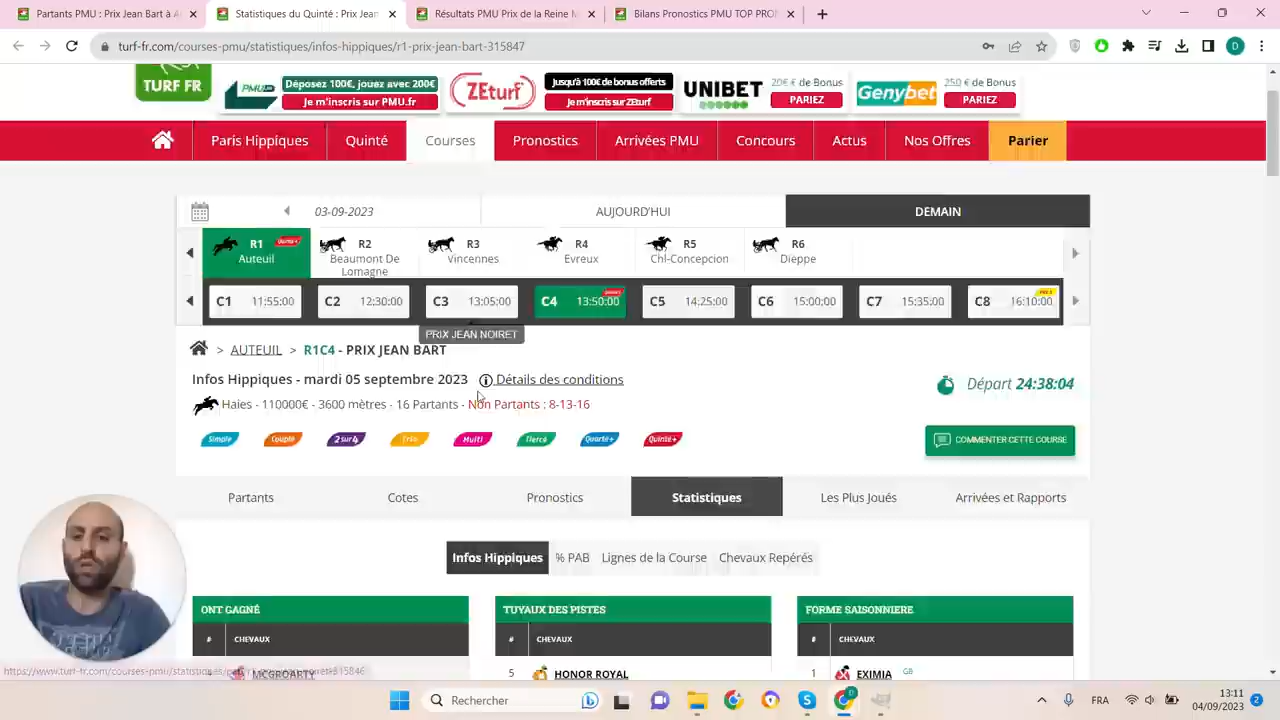 Partants PMU : Prix Jean Bart à A
Statistiques du Quinté : Prix Jean
Résultats PMU Prix de la Reine M
Bilans Pronostics PMU TOP PRON
turf-fr.com/courses-pmu/statistiques/infos-hippiques/r1-prix-jean-bart-315847
TURF FR
PMU.fr
Déposez 100€, jouez avec 200€
Je m'inscris sur PMU.fr
ZEturf
Jusqu'à 100€ de bonus offerts
Je m'inscris sur ZEturf
UNIBET
20€ € de Bonus
PARIEZ
Genybet
250 € de Bonus
PARIEZ
Paris Hippiques Quinté Courses Pronostics Arrivées PMU Concours Actus Nos Offres Parier
03-09-2023 AUJOURD'HUI DEMAIN
R1 Quinté+ R2 R3 R4 R5 R6
Auteuil Beaumont De Vincennes Evreux Chl-Concepcion Dieppe
Lomagne
C1 11:55:00 C2 12:30:00 C3 13:05:00 C4 13:50:00 C5 14:25:00 C6 15:00:00 C7 15:35:00 C8 16:10:00
PRIX JEAN NOIRET
> AUTEUIL > R1C4 - PRIX JEAN BART
Infos Hippiques - mardi 05 septembre 2023 Détails des conditions
Départ 24:38:04
Haies - 110000€ - 3600 mètres - 16 Partants - Non Partants : 8-13-16
Simple Couplé 2sur4 Trio Multi Tiercé Quarté+ Quinté+
COMMENTER CETTE COURSE
Partants Cotes Pronostics Statistiques Les Plus Joués Arrivées et Rapports
Infos Hippiques % PAB Lignes de la Course Chevaux Repérés
ONT GAGNÉ TUYAUX DES PISTES FORME SAISONNIERE
# CHEVAUX # CHEVAUX # CHEVAUX
MCGROARTY 5 HONOR ROYAL 1 EXIMIA GB
Rechercher
FRA
13:11
04/09/2023
2
D